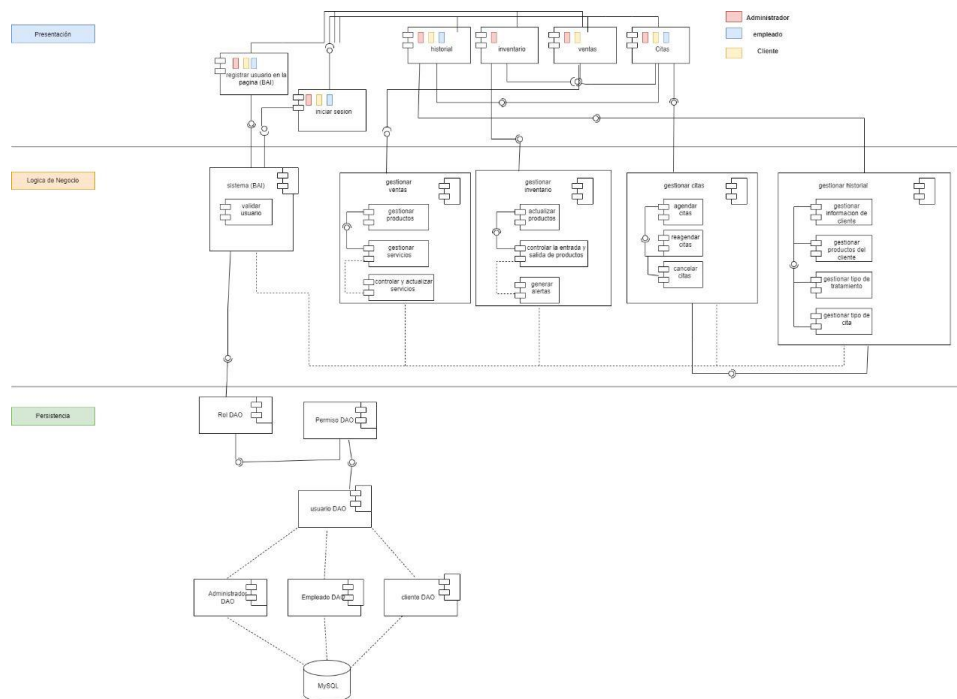 Presentación
Administrador
empleado
Cliente
historial
inventario
ventas
Citas
registrar usuario en la
pagina (BAI)
iniciar sesion
Logica de Negocio
sistema (BAI)
validar
usuario
gestionar
ventas
gestionar
productos
gestionar
servicios
controlar y actualizar
servicios
gestionar
inventario
actualizar
productos
controlar la entrada y
salida de productos
generar
alertas
gestionar citas
agendar
citas
reagendar
citas
cancelar
citas
gestionar historial
gestionar
informacion de
cliente
gestionar
productos del
cliente
gestionar tipo de
tratamiento
gestionar tipo de
cita
Persistencia
Rol DAO
Permiso DAO
usuario DAO
Administrador
DAO
Empleado DAO
cliente DAO
MySQL